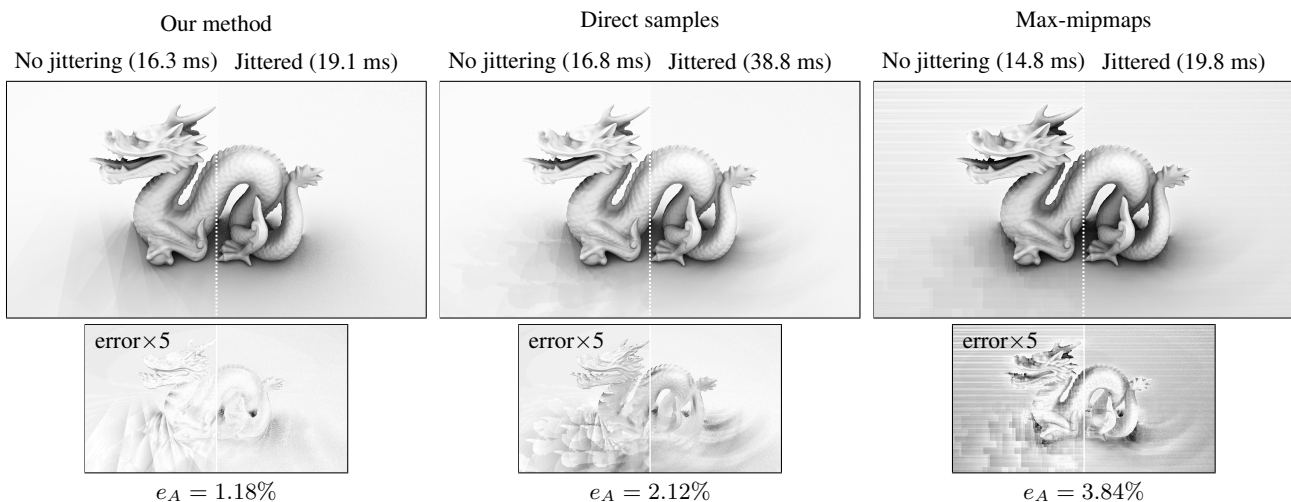 Our method
No jittering (16.3 ms) Jittered (19.1 ms)
error×5
e_A = 1.18%
Direct samples
No jittering (16.8 ms) Jittered (38.8 ms)
error×5
e_A = 2.12%
Max-mipmaps
No jittering (14.8 ms) Jittered (19.8 ms)
error×5
e_A = 3.84%